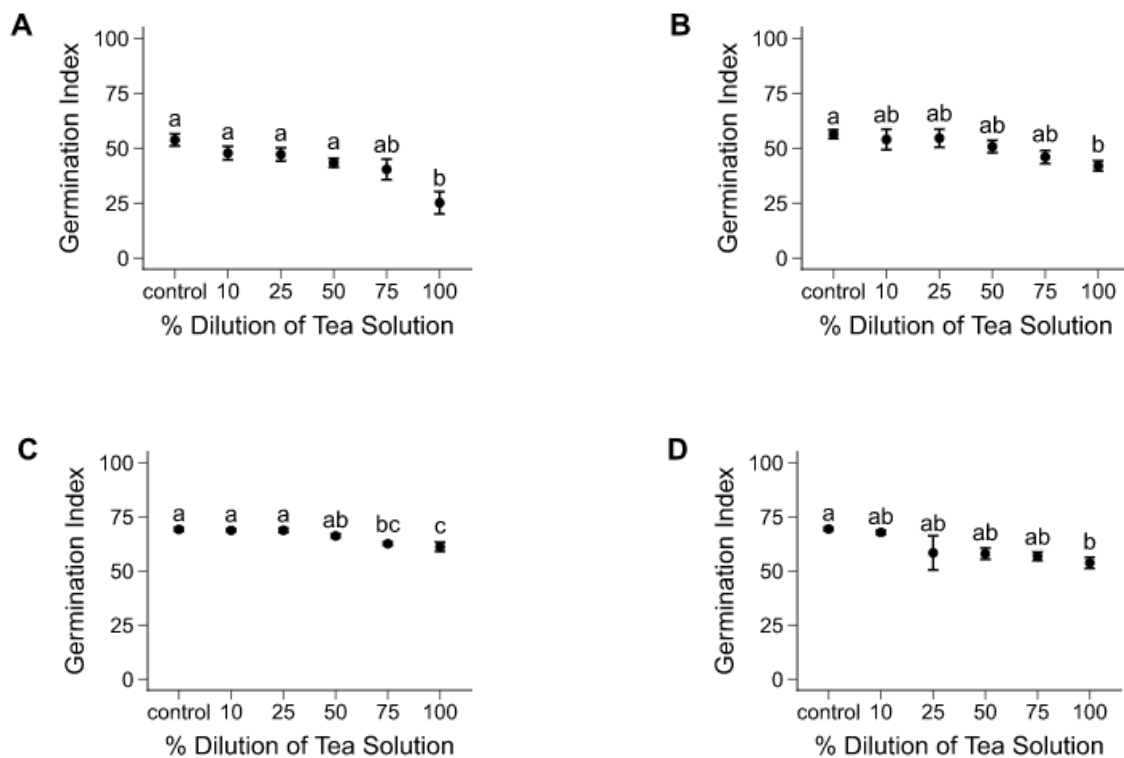 A
Germination Index
100
75
50
25
0
a a a a ab b
control 10 25 50 75 100
% Dilution of Tea Solution
B
Germination Index
100
75
50
25
0
a ab ab ab ab b
control 10 25 50 75 100
% Dilution of Tea Solution
C
Germination Index
100
75
50
25
0
a a a ab bc c
control 10 25 50 75 100
% Dilution of Tea Solution
D
Germination Index
100
75
50
25
0
a ab ab ab ab b
control 10 25 50 75 100
% Dilution of Tea Solution